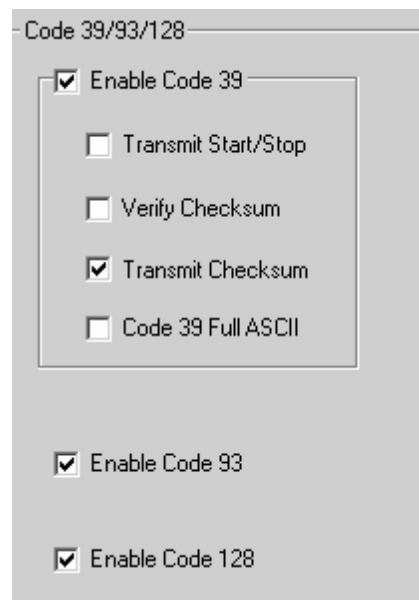 Code 39/93/128
Enable Code 39
Transmit Start/Stop
Verify Checksum
Transmit Checksum
Code 39 Full ASCII
Enable Code 93
Enable Code 128